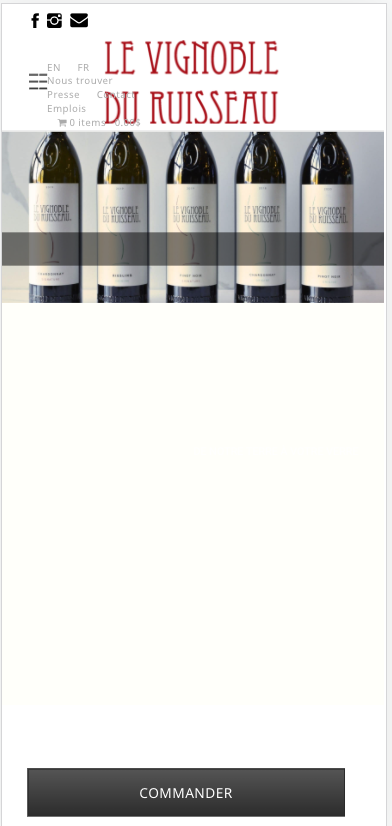 LE VIGNOBLE
DU RUISSEAU.
EN FR
Nous trouver
Presse Contact
Emplois
0 items 0.00$
LE VIGNOBLE
DU RUISSEAU.
LE VIGNOBLE
DU RUISSEAU.
LE VIGNOBLE
DU RUISSEAU.
LE VIGNOBLE
DU RUISSEAU.
LE VIGNOBLE
DU RUISSEAU.
CHARDONNAY
RIESLING
PINOT NOIR
CHARDONNAY
PINOT NOIR
COMMANDER